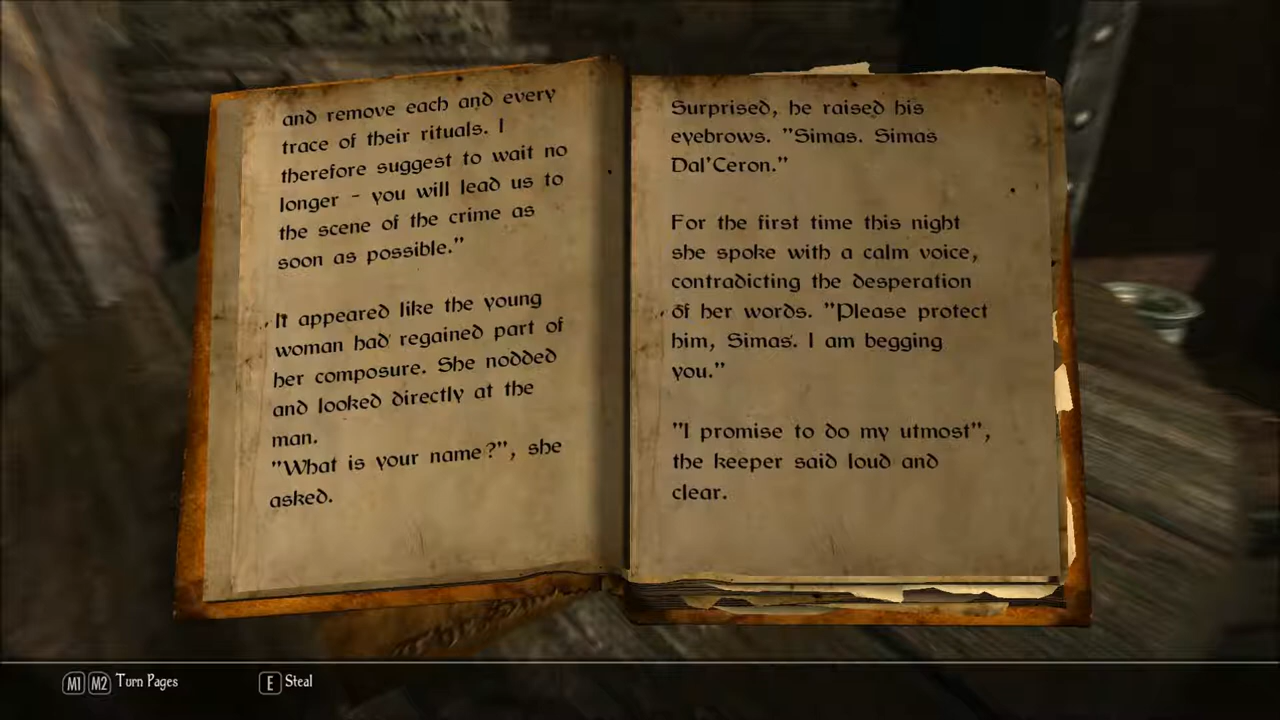 and remove each and every
trace of their rituals. I
therefore suggest to wait no
longer - you will lead us to
the scene of the crime as
soon as possible."
It appeared like the young
woman had regained part of
her composure. She nodded
and looked directly at the
man.
"What is your name?", she
asked.
Surprised, he raised his
eyebrows. "Simas. Simas
Dal'Ceron."
For the first time this night
she spoke with a calm voice,
contradicting the desperation
of her words. "Please protect
him, Simas. I am begging
you."
"I promise to do my utmost",
the keeper said loud and
clear.
M1 M2 Turn Pages
E Steal